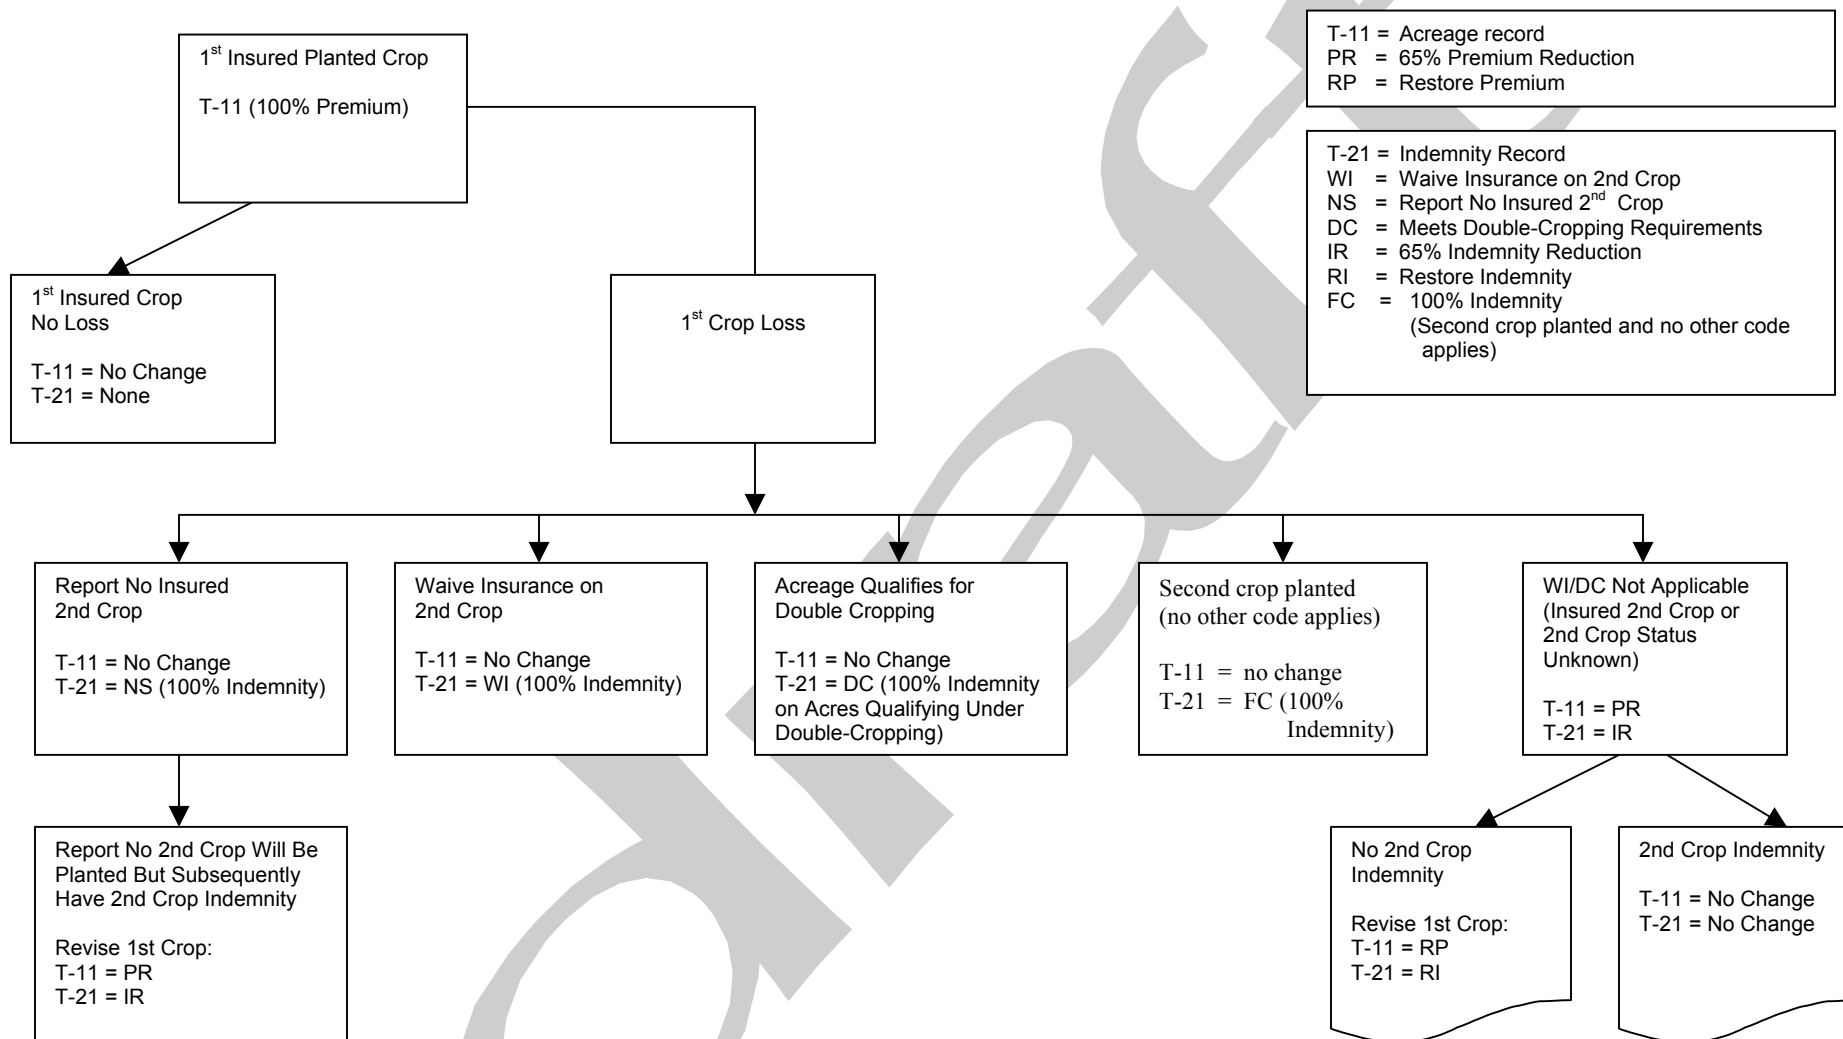 1st Insured Planted Crop
T-11 (100% Premium)
T-11 = Acreage record
PR = 65% Premium Reduction
RP = Restore Premium
T-21 = Indemnity Record
WI = Waive Insurance on 2nd Crop
NS = Report No Insured 2nd Crop
DC = Meets Double-Cropping Requirements
IR = 65% Indemnity Reduction
RI = Restore Indemnity
FC = 100% Indemnity
(Second crop planted and no other code
applies)
1st Insured Crop
No Loss
T-11 = No Change
T-21 = None
1st Crop Loss
Report No Insured
2nd Crop
T-11 = No Change
T-21 = NS (100% Indemnity)
Waive Insurance on
2nd Crop
T-11 = No Change
T-21 = WI (100% Indemnity)
Acreage Qualifies for
Double Cropping
T-11 = No Change
T-21 = DC (100% Indemnity
on Acres Qualifying Under
Double-Cropping)
Second crop planted
(no other code applies)
T-11 = no change
T-21 = FC (100%
Indemnity)
WI/DC Not Applicable
(Insured 2nd Crop or
2nd Crop Status
Unknown)
T-11 = PR
T-21 = IR
Report No 2nd Crop Will Be
Planted But Subsequently
Have 2nd Crop Indemnity
Revise 1st Crop:
T-11 = PR
T-21 = IR
No 2nd Crop
Indemnity
Revise 1st Crop:
T-11 = RP
T-21 = RI
2nd Crop Indemnity
T-11 = No Change
T-21 = No Change
draft